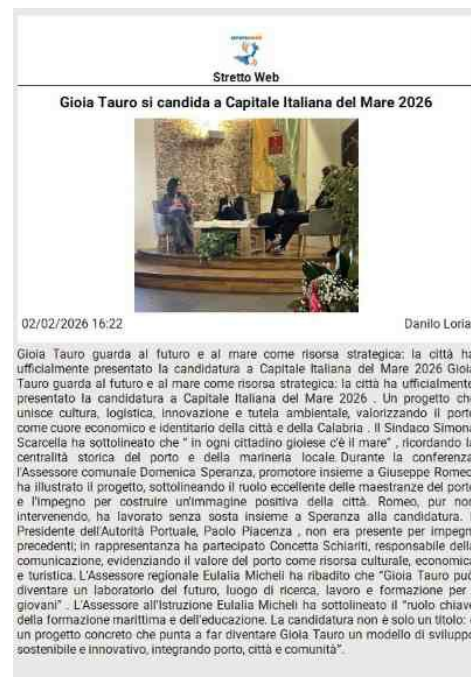 Stretto Web
Gioia Tauro si candida a Capitale Italiana del Mare 2026
02/02/2026 16:22
Danilo Loria
Gioia Tauro guarda al futuro e al mare come risorsa strategica: la città ha
ufficialmente presentato la candidatura a Capitale Italiana del Mare 2026 Gioia
Tauro guarda al futuro e al mare come risorsa strategica: la città ha ufficialmente
presentato la candidatura a Capitale Italiana del Mare 2026 . Un progetto che
unisce cultura, logistica, innovazione e tutela ambientale, valorizzando il porto
come cuore economico e identitario della città e della Calabria . Il Sindaco Simona
Scarcella ha sottolineato che " in ogni cittadino gioiese c'è il mare" , ricordando la
centralità storica del porto e della marineria locale. Durante la conferenza,
l'Assessore comunale Domenica Speranza, promotore insieme a Giuseppe Romeo,
ha illustrato il progetto, sottolineando il ruolo eccellente delle maestranze del porto
e l'impegno per costruire un'immagine positiva della città. Romeo, pur non
intervenendo, ha lavorato senza sosta insieme a Speranza alla candidatura.
Presidente dell'Autorità Portuale, Paolo Piacenza , non era presente per impegni
precedenti; in rappresentanza ha partecipato Concetta Schiariti, responsabile della
comunicazione, evidenziando il valore del porto come risorsa culturale, economica
e turistica. L'Assessore regionale Eulalia Micheli ha ribadito che "Gioia Tauro può
diventare un laboratorio del futuro, luogo di ricerca, lavoro e formazione per i
giovani" . L'Assessore all'Istruzione Eulalia Micheli ha sottolineato il "ruolo chiave
della formazione marittima e dell'educazione. La candidatura non è solo un titolo: è
un progetto concreto che punta a far diventare Gioia Tauro un modello di sviluppo
sostenibile e innovativo, integrando porto, città e comunità".